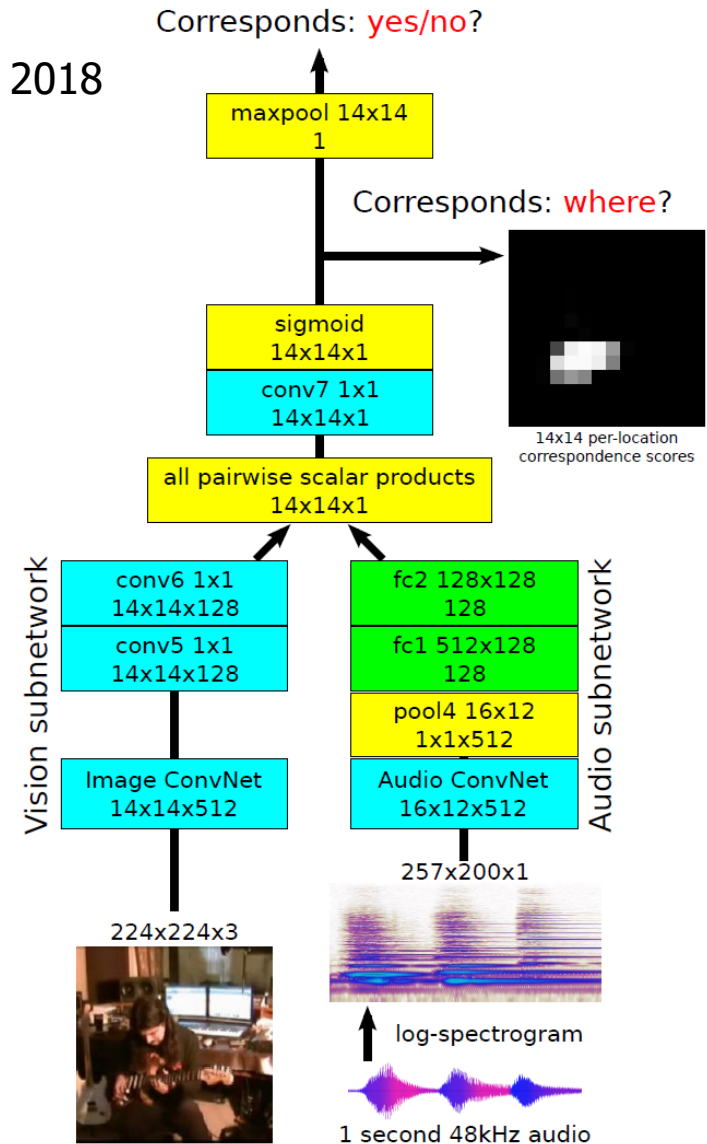 Corresponds: yes/no?
2018
maxpool 14x14
1
Corresponds: where?
sigmoid
14x14x1
conv7 1x1
14x14x1
14x14 per-location
correspondence scores
all pairwise scalar products
14x14x1
Vision subnetwork
conv6 1x1
14x14x128
conv5 1x1
14x14x128
Image ConvNet
14x14x512
224x224x3
fc2 128x128
128
fc1 512x128
128
pool4 16x12
1x1x512
Audio ConvNet
16x12x512
Audio subnetwork
257x200x1
log-spectrogram
1 second 48kHz audio